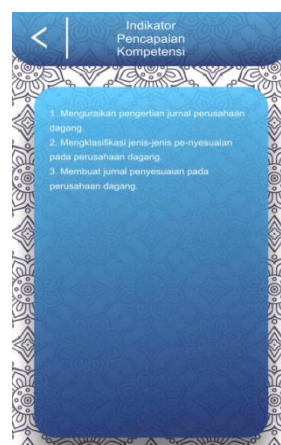 Indikator
Pencapaian
Kompetensi
1. Menguraikan pengertian jurnal perusahaan
dagang.
2. Mengklasifikasi jenis-jenis pe-nyesuaian
pada perusahaan dagang.
3. Membuat jurnal penyesuaian pada
perusahaan dagang.